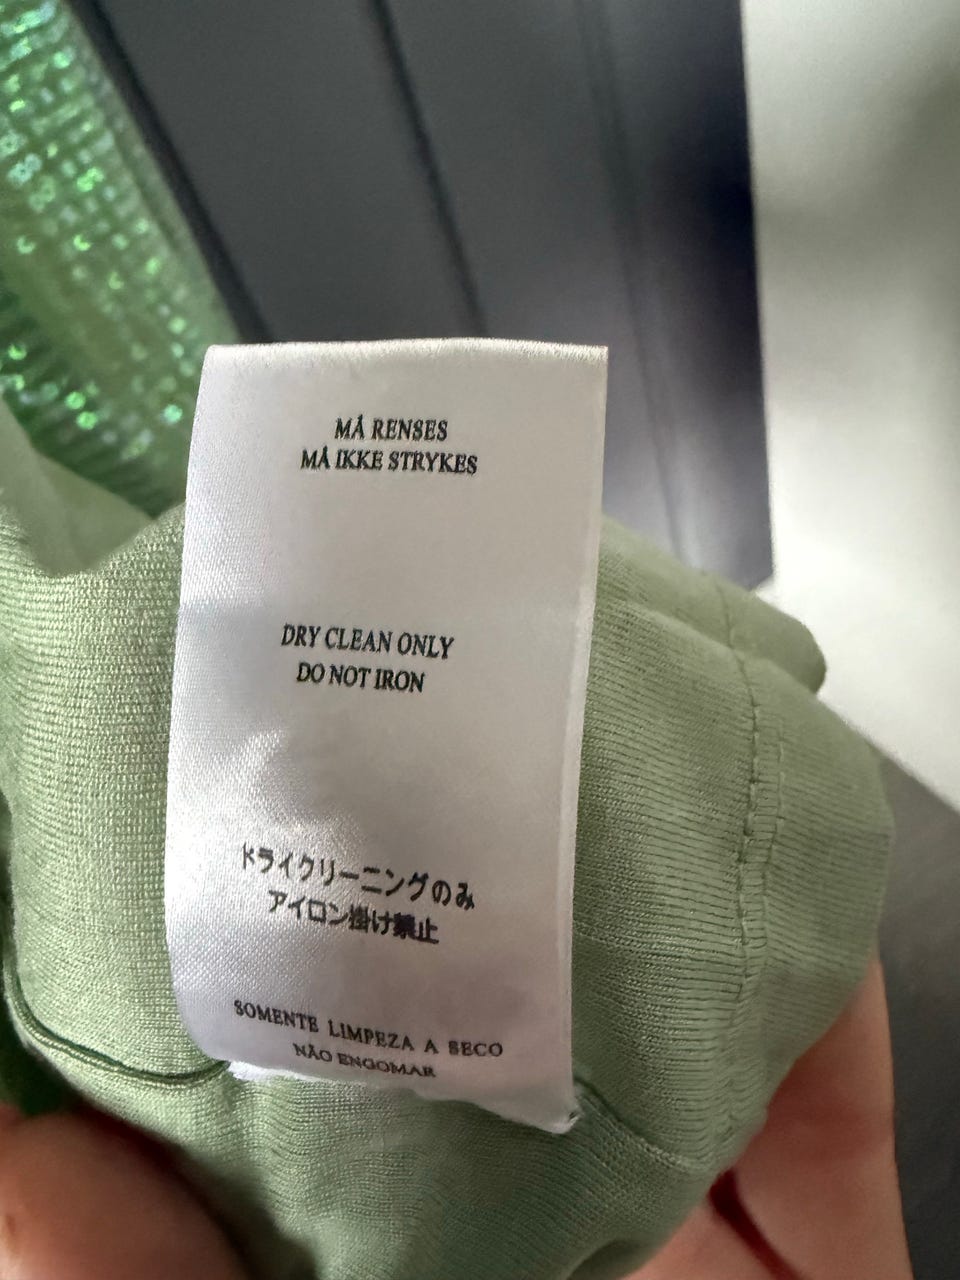 MÅ RENSES
MÅ IKKE STRYKES
DRY CLEAN ONLY
DO NOT IRON
ドライクリーニングのみ
アイロン掛け禁止
SOMENTE LIMPEZA A SECO
NÃO ENGOMAR